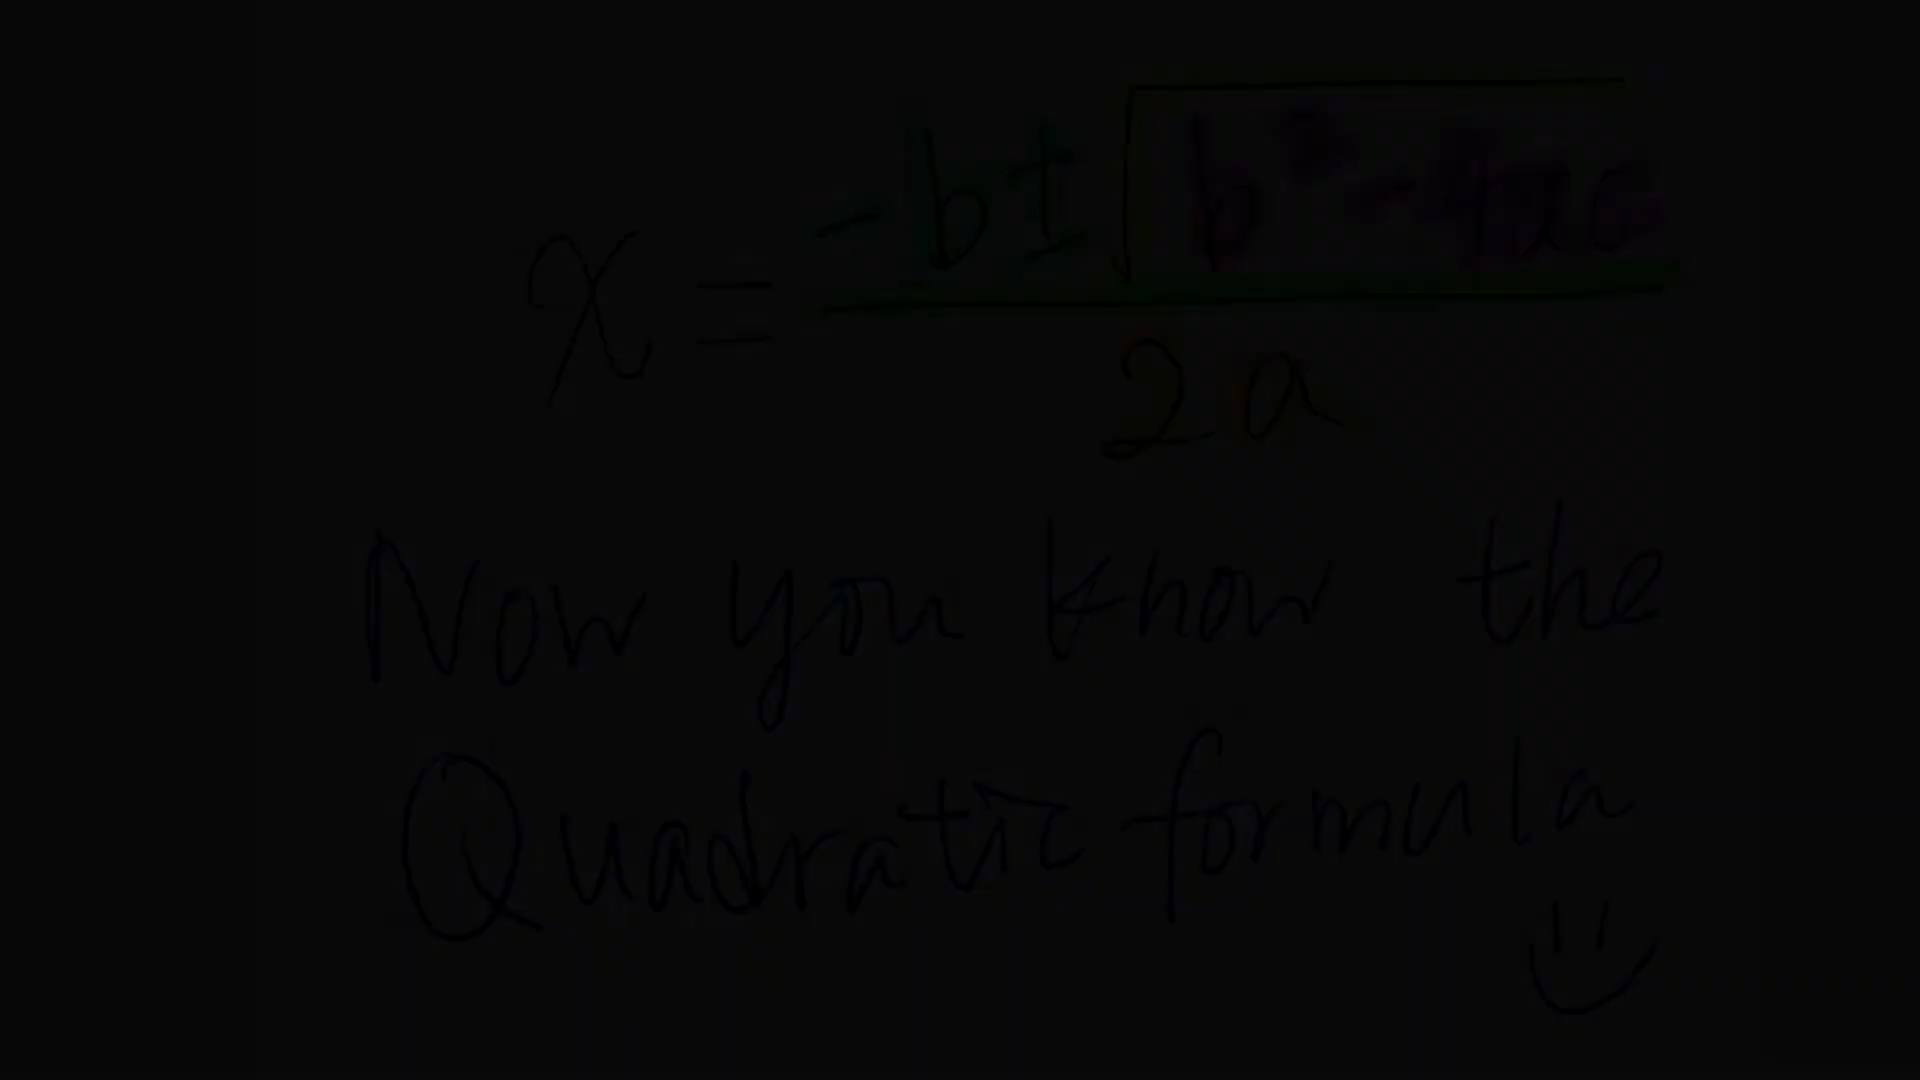 x = -b ± √b² - 4ac / 2a
Now you know the
Quadratic formula